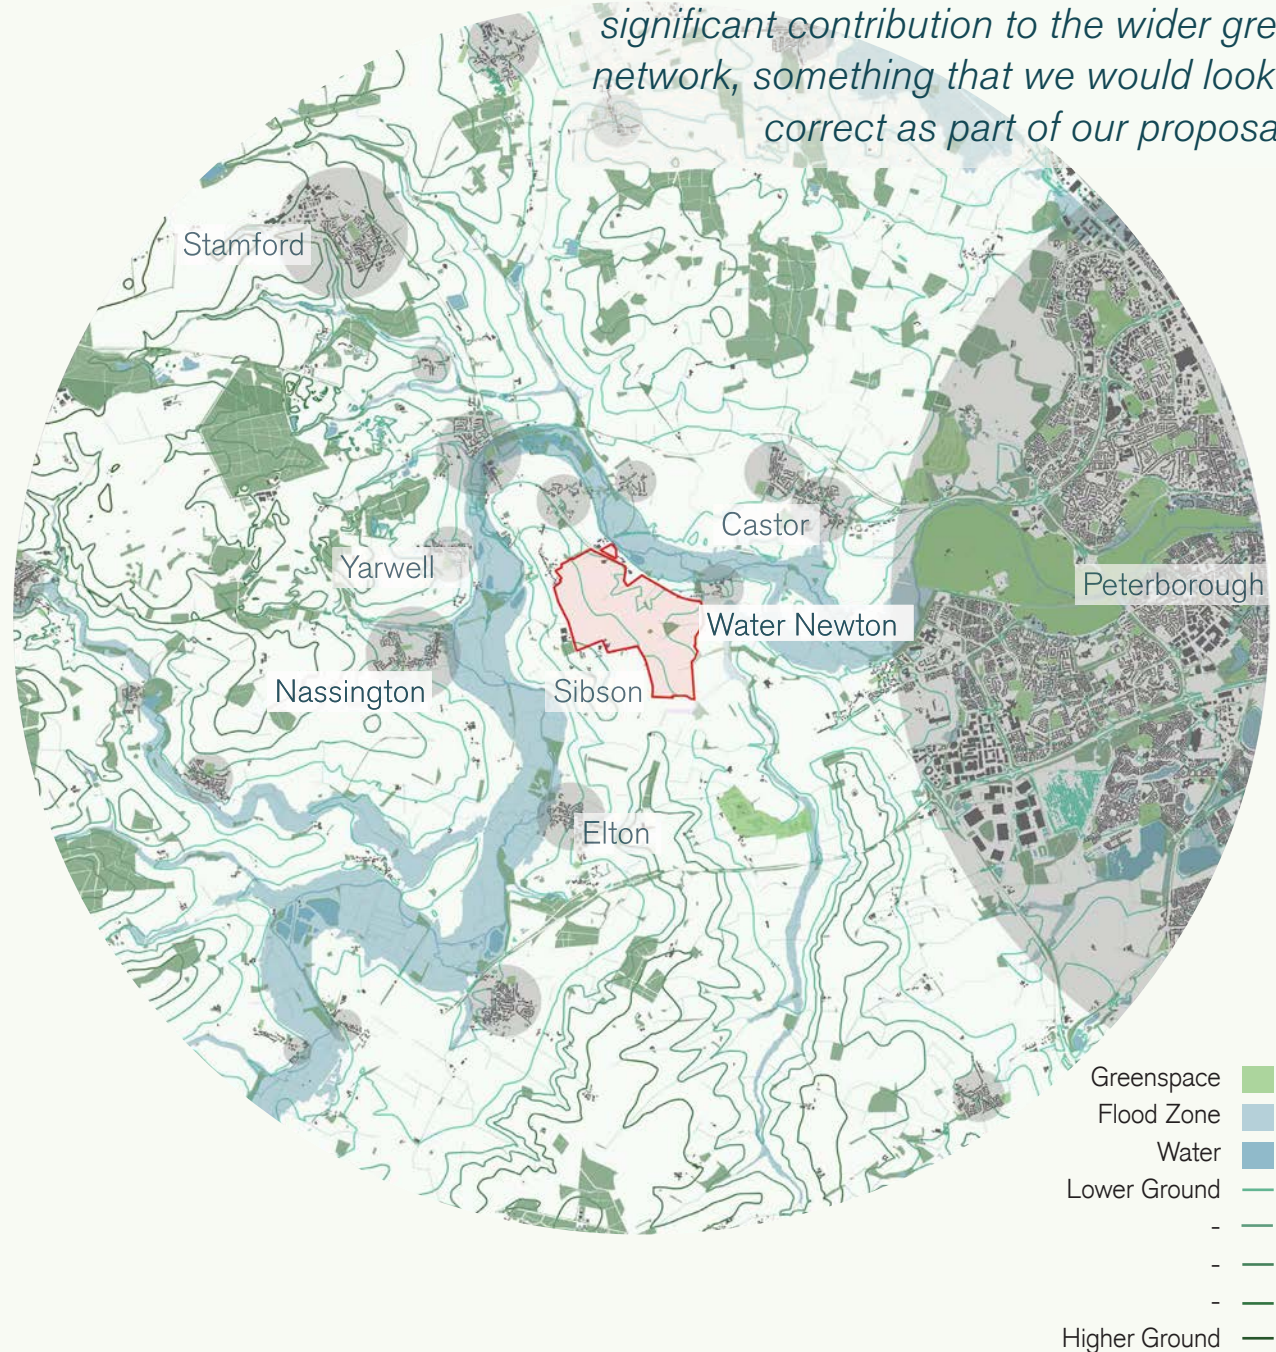 significant contribution to the wider gre
network, something that we would look
correct as part of our proposa
Stamford
Castor
Yarwell
Peterborough
Water Newton
Nassington
Sibson
Elton
Greenspace
Flood Zone
Water
Lower Ground
-
-
-
Higher Ground